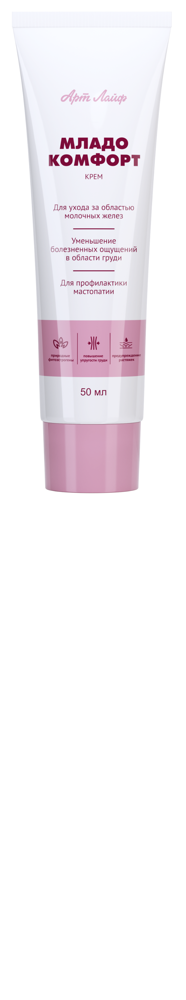 Арт Лайф
МЛАДО
КОМФОРТ
КРЕМ
Для ухода за областью
молочных желез
Уменьшение
болезненных ощущений
в области груди
Для профилактики
мастопатии
природные
фитоэстрогены
повышение
упругости груди
предупреждение
растяжек
50 мл